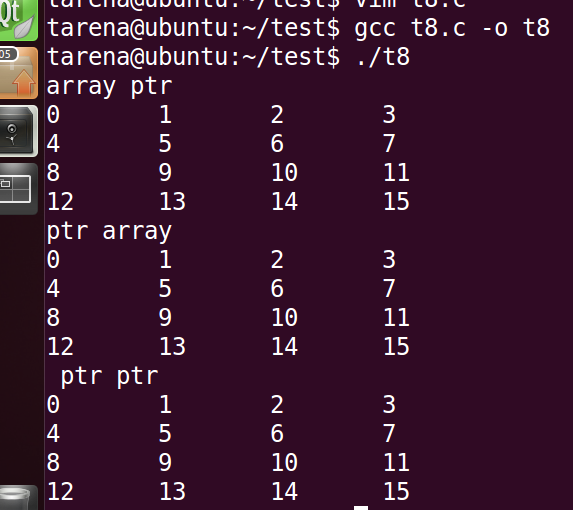 tarena@ubuntu:~/test$ vim t8.c
tarena@ubuntu:~/test$ gcc t8.c -o t8
tarena@ubuntu:~/test$ ./t8
array ptr
0 1 2 3
4 5 6 7
8 9 10 11
12 13 14 15
ptr array
0 1 2 3
4 5 6 7
8 9 10 11
12 13 14 15
ptr ptr
0 1 2 3
4 5 6 7
8 9 10 11
12 13 14 15
Qt
05